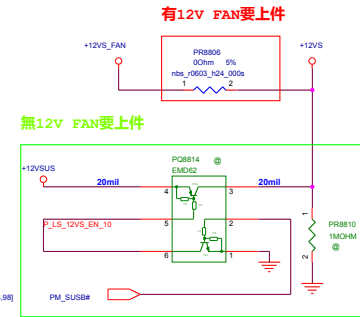 有12V FAN要上件
+12VS_FAN
+12VS
PR8806
0Ohm 5%
nbs_r0603_h24_000s
1 2
無12V FAN要上件
+12VSUS
PQ8814 @
EMD62
20mil
20mil
4 3
P_LS_12VS_EN_10
5 2
6 1
1
PR8810
1MOHM
@
2
,98]
PM_SUSB#